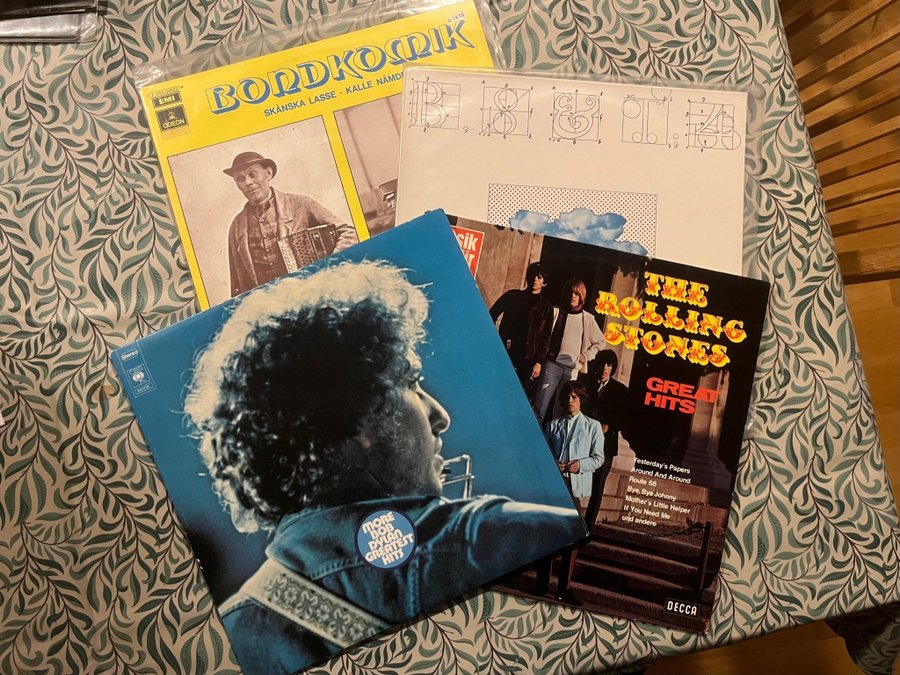 BONDKOMIK
SKÅNSKA LASSE · KALLE NÄMDE
EMI
ODEON
B, S & T: 4
THE
ROLLING
STONES
GREAT
HITS
Yesterday's Papers
Around And Around
Route 66
Bye, Bye Johnny
Mother's Little Helper
If You Need Me
und andere
DECCA
Stereo
CBS
MORE
BOB
DYLAN
GREATEST
HITS